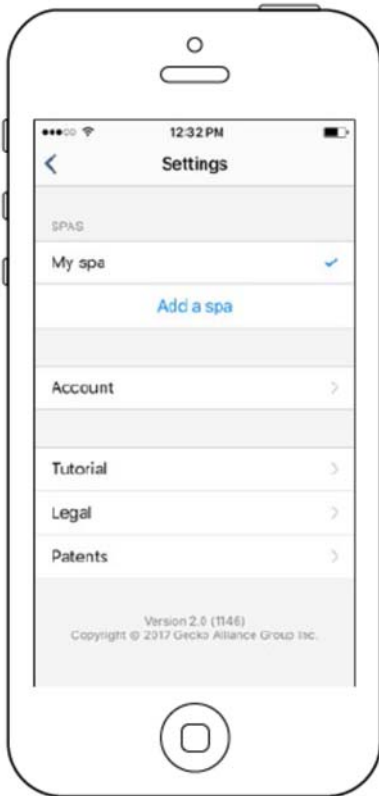 12:32 PM
Settings
SPAS
My spa
Add a spa
Account
Tutorial
Legal
Patents
Version 2.0 (1146)
Copyright © 2017 Gecko Alliance Group Inc.